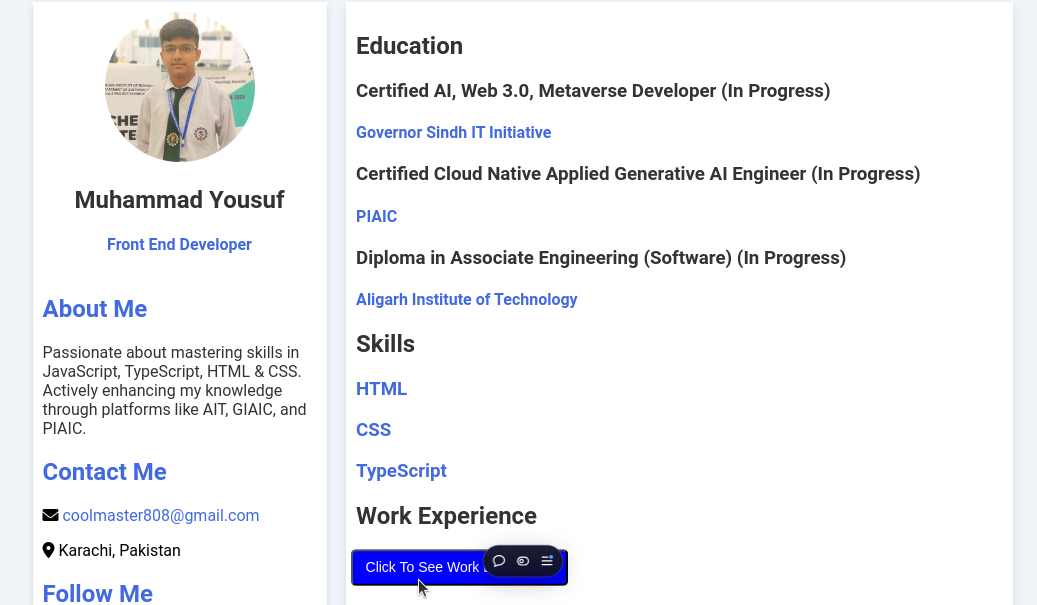 Muhammad Yousuf
Front End Developer
About Me
Passionate about mastering skills in
JavaScript, TypeScript, HTML & CSS.
Actively enhancing my knowledge
through platforms like AIT, GIAIC, and
PIAIC.
Contact Me
coolmaster808@gmail.com
Karachi, Pakistan
Follow Me
Education
Certified AI, Web 3.0, Metaverse Developer (In Progress)
Governor Sindh IT Initiative
Certified Cloud Native Applied Generative AI Engineer (In Progress)
PIAIC
Diploma in Associate Engineering (Software) (In Progress)
Aligarh Institute of Technology
Skills
HTML
CSS
TypeScript
Work Experience
Click To See Work